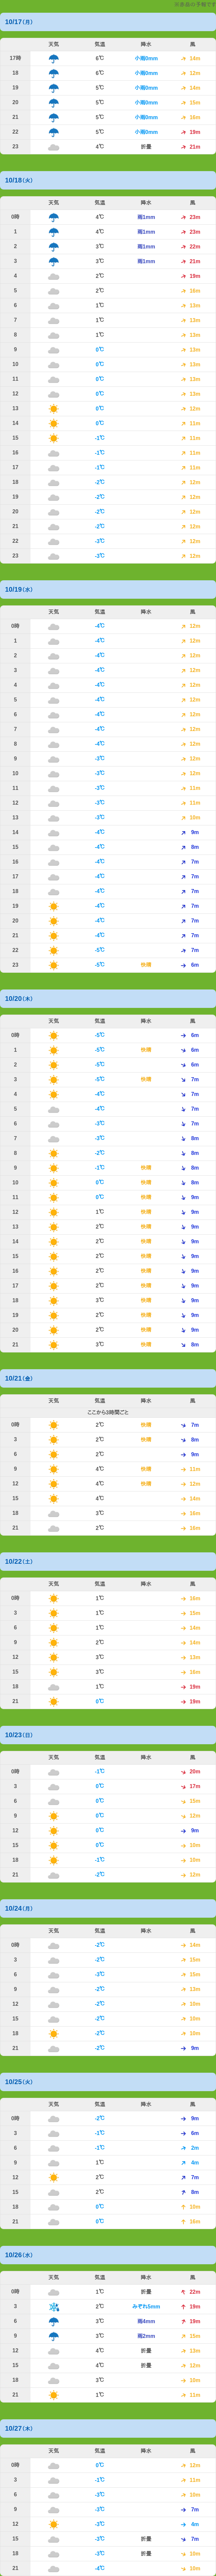 ※奥穂の予報です
10/17(月)
天気 気温 降水 風
17時 6℃ 小雨0mm 14m
18 6℃ 小雨0mm 12m
19 5℃ 小雨0mm 14m
20 5℃ 小雨0mm 15m
21 5℃ 小雨0mm 16m
22 5℃ 小雨0mm 19m
23 4℃ 折畳 21m
10/18(火)
天気 気温 降水 風
0時 4℃ 雨1mm 23m
1 4℃ 雨1mm 23m
2 3℃ 雨1mm 22m
3 3℃ 雨1mm 21m
4 2℃ 19m
5 2℃ 16m
6 1℃ 13m
7 1℃ 13m
8 1℃ 13m
9 0℃ 12m
10 0℃ 13m
11 0℃ 13m
12 0℃ 13m
13 0℃ 12m
14 0℃ 11m
15 -1℃ 11m
16 -1℃ 11m
17 -1℃ 11m
18 -2℃ 12m
19 -2℃ 12m
20 -2℃ 12m
21 -2℃ 12m
22 -3℃ 12m
23 -3℃ 12m
10/19(水)
天気 気温 降水 風
0時 -4℃ 12m
1 -4℃ 12m
2 -4℃ 12m
3 -4℃ 12m
4 -4℃ 12m
5 -4℃ 12m
6 -4℃ 12m
7 -4℃ 12m
8 -4℃ 12m
9 -3℃ 12m
10 -3℃ 12m
11 -3℃ 11m
12 -3℃ 11m
13 -3℃ 10m
14 -4℃ 9m
15 -4℃ 8m
16 -4℃ 7m
17 -4℃ 7m
18 -4℃ 7m
19 -4℃ 7m
20 -4℃ 7m
21 -4℃ 7m
22 -5℃ 7m
23 -5℃ 快晴 6m
10/20(木)
天気 気温 降水 風
0時 -5℃ 6m
1 -5℃ 快晴 6m
2 -5℃ 6m
3 -5℃ 快晴 7m
4 -4℃ 7m
5 -4℃ 7m
6 -3℃ 7m
7 -3℃ 8m
8 -2℃ 8m
9 -1℃ 快晴 8m
10 0℃ 快晴 8m
11 0℃ 快晴 9m
12 1℃ 快晴 9m
13 2℃ 快晴 9m
14 2℃ 快晴 9m
15 2℃ 快晴 9m
16 2℃ 快晴 9m
17 2℃ 快晴 9m
18 3℃ 快晴 9m
19 2℃ 快晴 9m
20 2℃ 快晴 9m
21 3℃ 快晴 8m
10/21(金)
天気 気温 降水 風
ここから3時間ごと
0時 2℃ 快晴 7m
3 2℃ 快晴 8m
6 2℃ 9m
9 4℃ 快晴 11m
12 4℃ 快晴 12m
15 4℃ 14m
18 3℃ 16m
21 2℃ 16m
10/22(土)
天気 気温 降水 風
0時 1℃ 16m
3 1℃ 15m
6 1℃ 14m
9 2℃ 14m
12 3℃ 13m
15 3℃ 16m
18 1℃ 19m
21 0℃ 19m
10/23(日)
天気 気温 降水 風
0時 -1℃ 20m
3 0℃ 17m
6 0℃ 15m
9 0℃ 12m
12 0℃ 9m
15 0℃ 10m
18 -1℃ 10m
21 -2℃ 12m
10/24(月)
天気 気温 降水 風
0時 -2℃ 14m
3 -2℃ 15m
6 -3℃ 15m
9 -2℃ 13m
12 -2℃ 10m
15 -2℃ 10m
18 -2℃ 10m
21 -2℃ 9m
10/25(火)
天気 気温 降水 風
0時 -2℃ 9m
3 -1℃ 6m
6 -1℃ 2m
9 1℃ 4m
12 2℃ 7m
15 2℃ 8m
18 0℃ 10m
21 0℃ 16m
10/26(水)
天気 気温 降水 風
0時 1℃ 折畳 22m
3 2℃ みぞれ5mm 19m
6 3℃ 雨4mm 19m
9 3℃ 雨2mm 15m
12 4℃ 折畳 13m
15 4℃ 折畳 12m
18 3℃ 10m
21 1℃ 11m
10/27(木)
天気 気温 降水 風
0時 0℃ 12m
3 -1℃ 11m
6 -3℃ 10m
9 -3℃ 7m
12 -3℃ 4m
15 -3℃ 折畳 7m
18 -3℃ 折畳 10m
21 -4℃ 10m